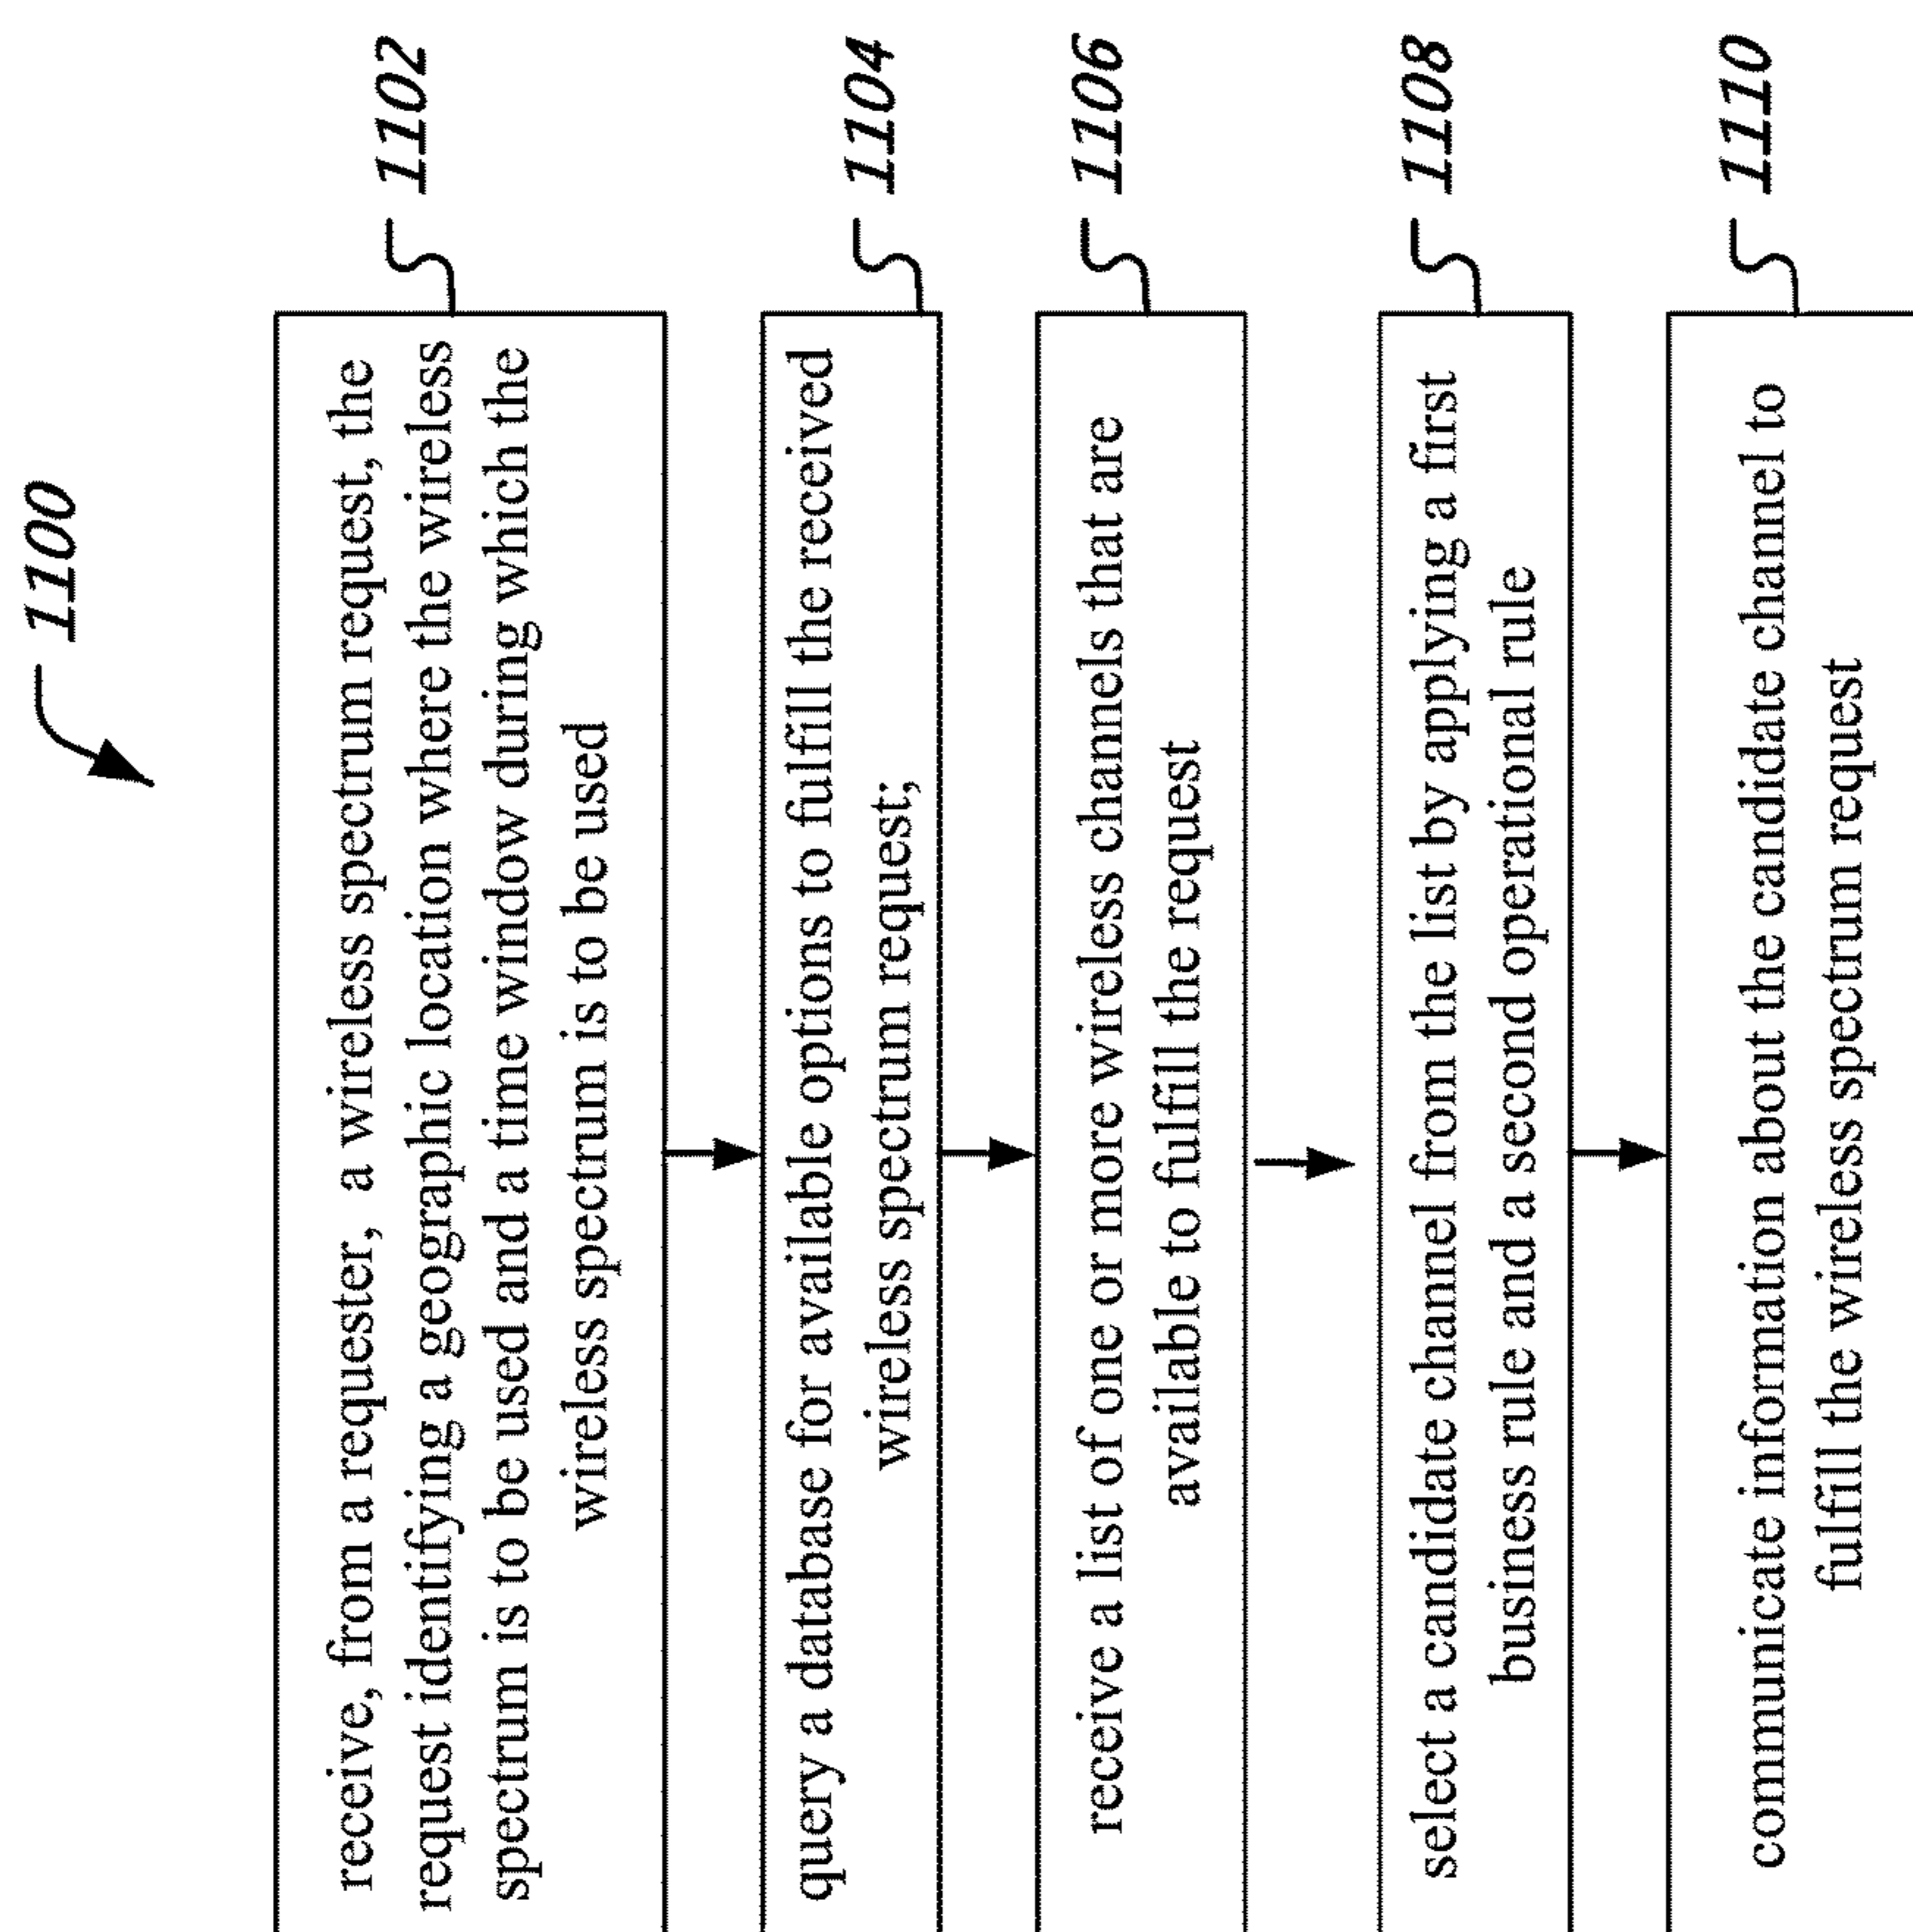 1100
receive, from a requester, a wireless spectrum request, the
request identifying a geographic location where the wireless
spectrum is to be used and a time window during which the
wireless spectrum is to be used
1102
query a database for available options to fulfill the received
wireless spectrum request;
1104
receive a list of one or more wireless channels that are
available to fulfill the request
1106
select a candidate channel from the list by applying a first
business rule and a second operational rule
1108
communicate information about the candidate channel to
fulfill the wireless spectrum request
1110